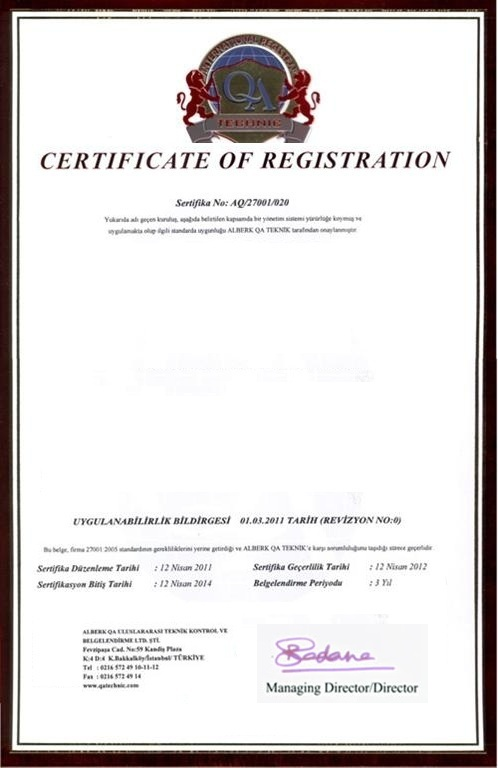 INTERNATIONAL REGISTRAR
QA
TECHNIC
CERTIFICATE OF REGISTRATION
Sertifika No: AQ/27001/020
Yukarıda adı geçen kuruluş, aşağıda belirtilen kapsamda bir yönetim sistemi yürürlüğe koymuş ve
uygulamakta olup ilgili standarda uygunluğu ALBERK QA TEKNİK tarafından onaylanmıştır.
UYGULANABİLİRLİK BİLDİRGESİ 01.03.2011 TARİH (REVİZYON NO:0)
Bu belge, firma 27001:2005 standardının gerekliliklerini yerine getirdiği ve ALBERK QA TEKNİK'e karşı sorumluluğunu taşıdığı sürece geçerlidir.
Sertifika Düzenleme Tarihi : 12 Nisan 2011 Sertifika Geçerlilik Tarihi : 12 Nisan 2012
Sertifikasyon Bitiş Tarihi : 12 Nisan 2014 Belgelendirme Periyodu : 3 Yıl
ALBERK QA ULUSLARARASI TEKNİK KONTROL VE
BELGELENDİRME LTD. ŞTİ.
Fevzipaşa Cad. No:59 Kandiş Plaza
K:4 D:4 K.Bakkalköy/İstanbul/ TÜRKİYE
Tel : 0216 572 49 10-11-12
Fax : 0216 572 49 14
www.qatechnic.com
Managing Director/Director